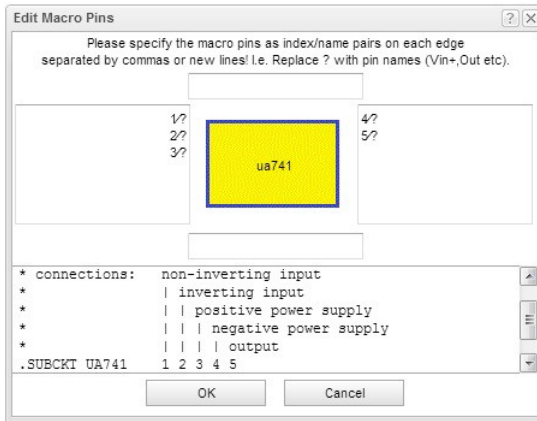 Edit Macro Pins
Please specify the macro pins as index/name pairs on each edge
separated by commas or new lines! I.e. Replace ? with pin names (Vin+,Out etc).
1/?
2/?
3/?
ua741
4/?
5/?
* connections:   non-inverting input
*                | inverting input
*                | | positive power supply
*                | | | negative power supply
*                | | | | output
.SUBCKT UA741    1 2 3 4 5
OK
Cancel